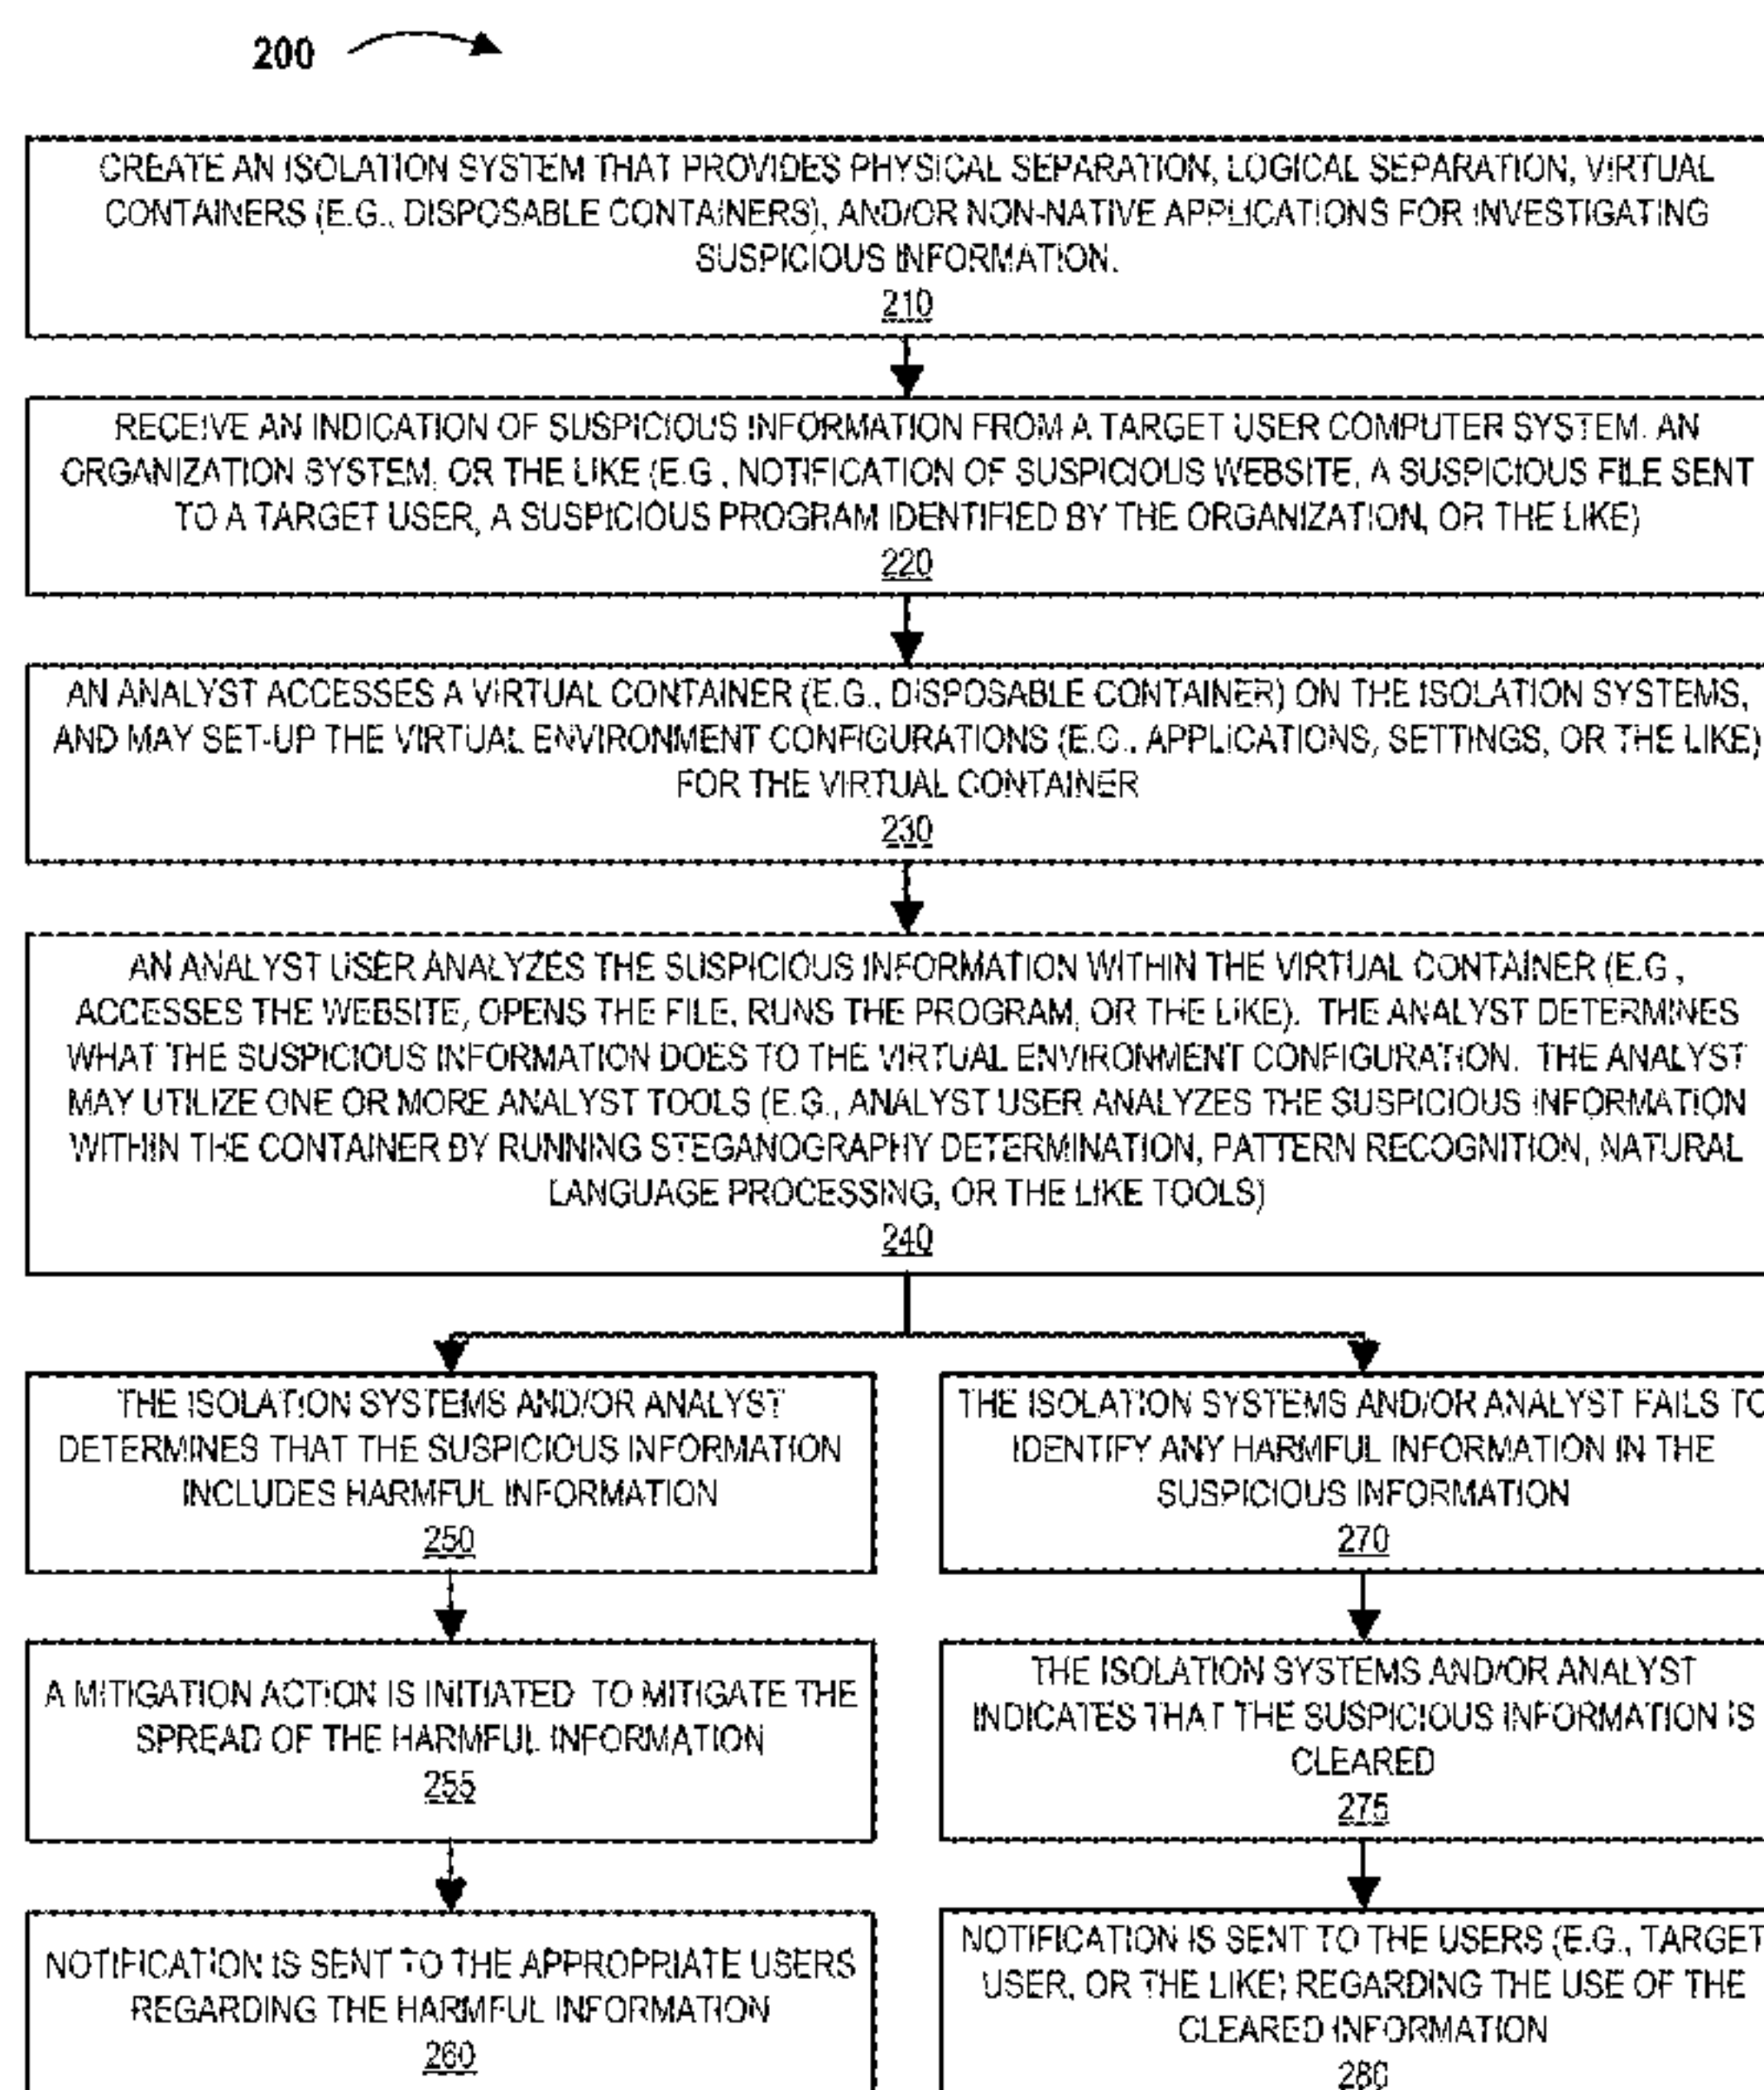 200
CREATE AN ISOLATION SYSTEM THAT PROVIDES PHYSICAL SEPARATION, LOGICAL SEPARATION, VIRTUAL
CONTAINERS (E.G., DISPOSABLE CONTAINERS), AND/OR NON-NATIVE APPLICATIONS FOR INVESTIGATING
SUSPICIOUS INFORMATION.
210
RECEIVE AN INDICATION OF SUSPICIOUS INFORMATION FROM A TARGET USER COMPUTER SYSTEM, AN
ORGANIZATION SYSTEM, OR THE LIKE (E.G., NOTIFICATION OF SUSPICIOUS WEBSITE, A SUSPICIOUS FILE SENT
TO A TARGET USER, A SUSPICIOUS PROGRAM IDENTIFIED BY THE ORGANIZATION, OR THE LIKE)
220
AN ANALYST ACCESSES A VIRTUAL CONTAINER (E.G., DISPOSABLE CONTAINER) ON THE ISOLATION SYSTEMS,
AND MAY SET-UP THE VIRTUAL ENVIRONMENT CONFIGURATIONS (E.G., APPLICATIONS, SETTINGS, OR THE LIKE)
FOR THE VIRTUAL CONTAINER
230
AN ANALYST USER ANALYZES THE SUSPICIOUS INFORMATION WITHIN THE VIRTUAL CONTAINER (E.G.,
ACCESSES THE WEBSITE, OPENS THE FILE, RUNS THE PROGRAM, OR THE LIKE). THE ANALYST DETERMINES
WHAT THE SUSPICIOUS INFORMATION DOES TO THE VIRTUAL ENVIRONMENT CONFIGURATION. THE ANALYST
MAY UTILIZE ONE OR MORE ANALYST TOOLS (E.G., ANALYST USER ANALYZES THE SUSPICIOUS INFORMATION
WITHIN THE CONTAINER BY RUNNING STEGANOGRAPHY DETERMINATION, PATTERN RECOGNITION, NATURAL
LANGUAGE PROCESSING, OR THE LIKE TOOLS)
240
THE ISOLATION SYSTEMS AND/OR ANALYST
DETERMINES THAT THE SUSPICIOUS INFORMATION
INCLUDES HARMFUL INFORMATION
250
THE ISOLATION SYSTEMS AND/OR ANALYST FAILS TO
IDENTIFY ANY HARMFUL INFORMATION IN THE
SUSPICIOUS INFORMATION
270
A MITIGATION ACTION IS INITIATED TO MITIGATE THE
SPREAD OF THE HARMFUL INFORMATION
255
THE ISOLATION SYSTEMS AND/OR ANALYST
INDICATES THAT THE SUSPICIOUS INFORMATION IS
CLEARED
275
NOTIFICATION IS SENT TO THE APPROPRIATE USERS
REGARDING THE HARMFUL INFORMATION
260
NOTIFICATION IS SENT TO THE USERS (E.G., TARGET
USER, OR THE LIKE) REGARDING THE USE OF THE
CLEARED INFORMATION
280